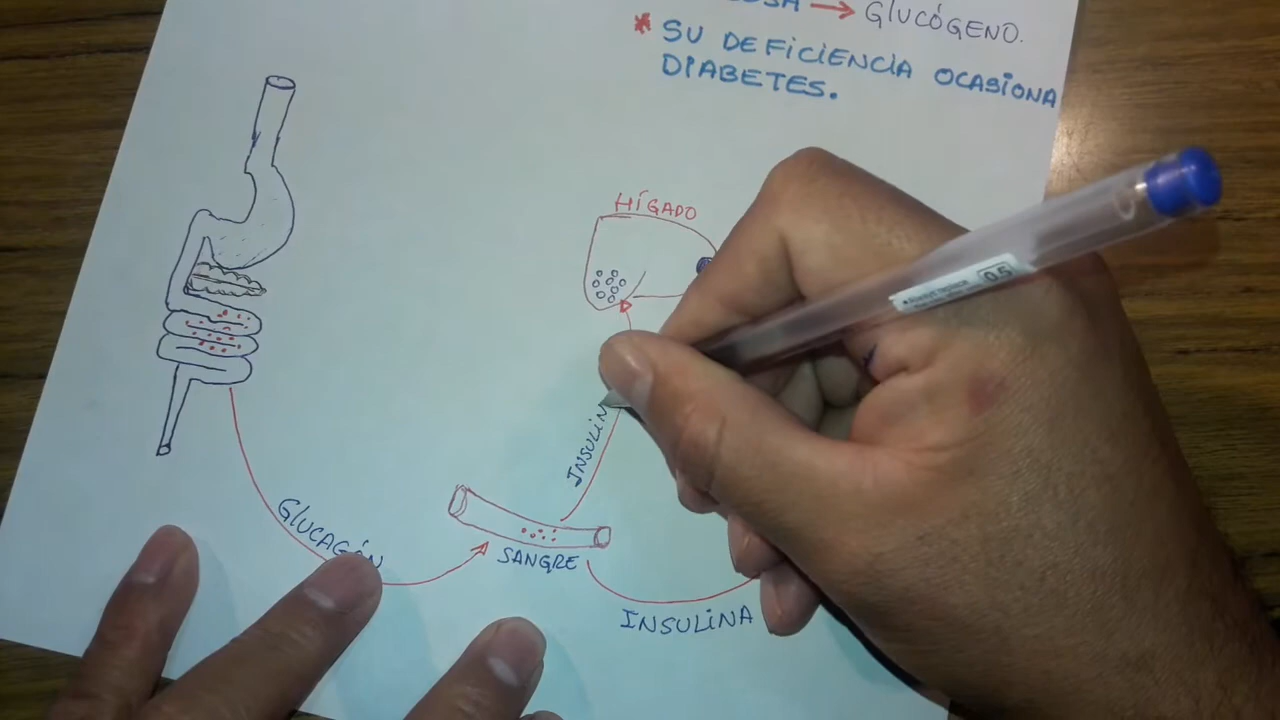 GlUCÓGENO.
* SU DEFiCiENCiA OCASiONA
DiABETES.
HÍGADO
INSULiN
GlUCAGÓN
SANGRE
INSULiNA
0.5